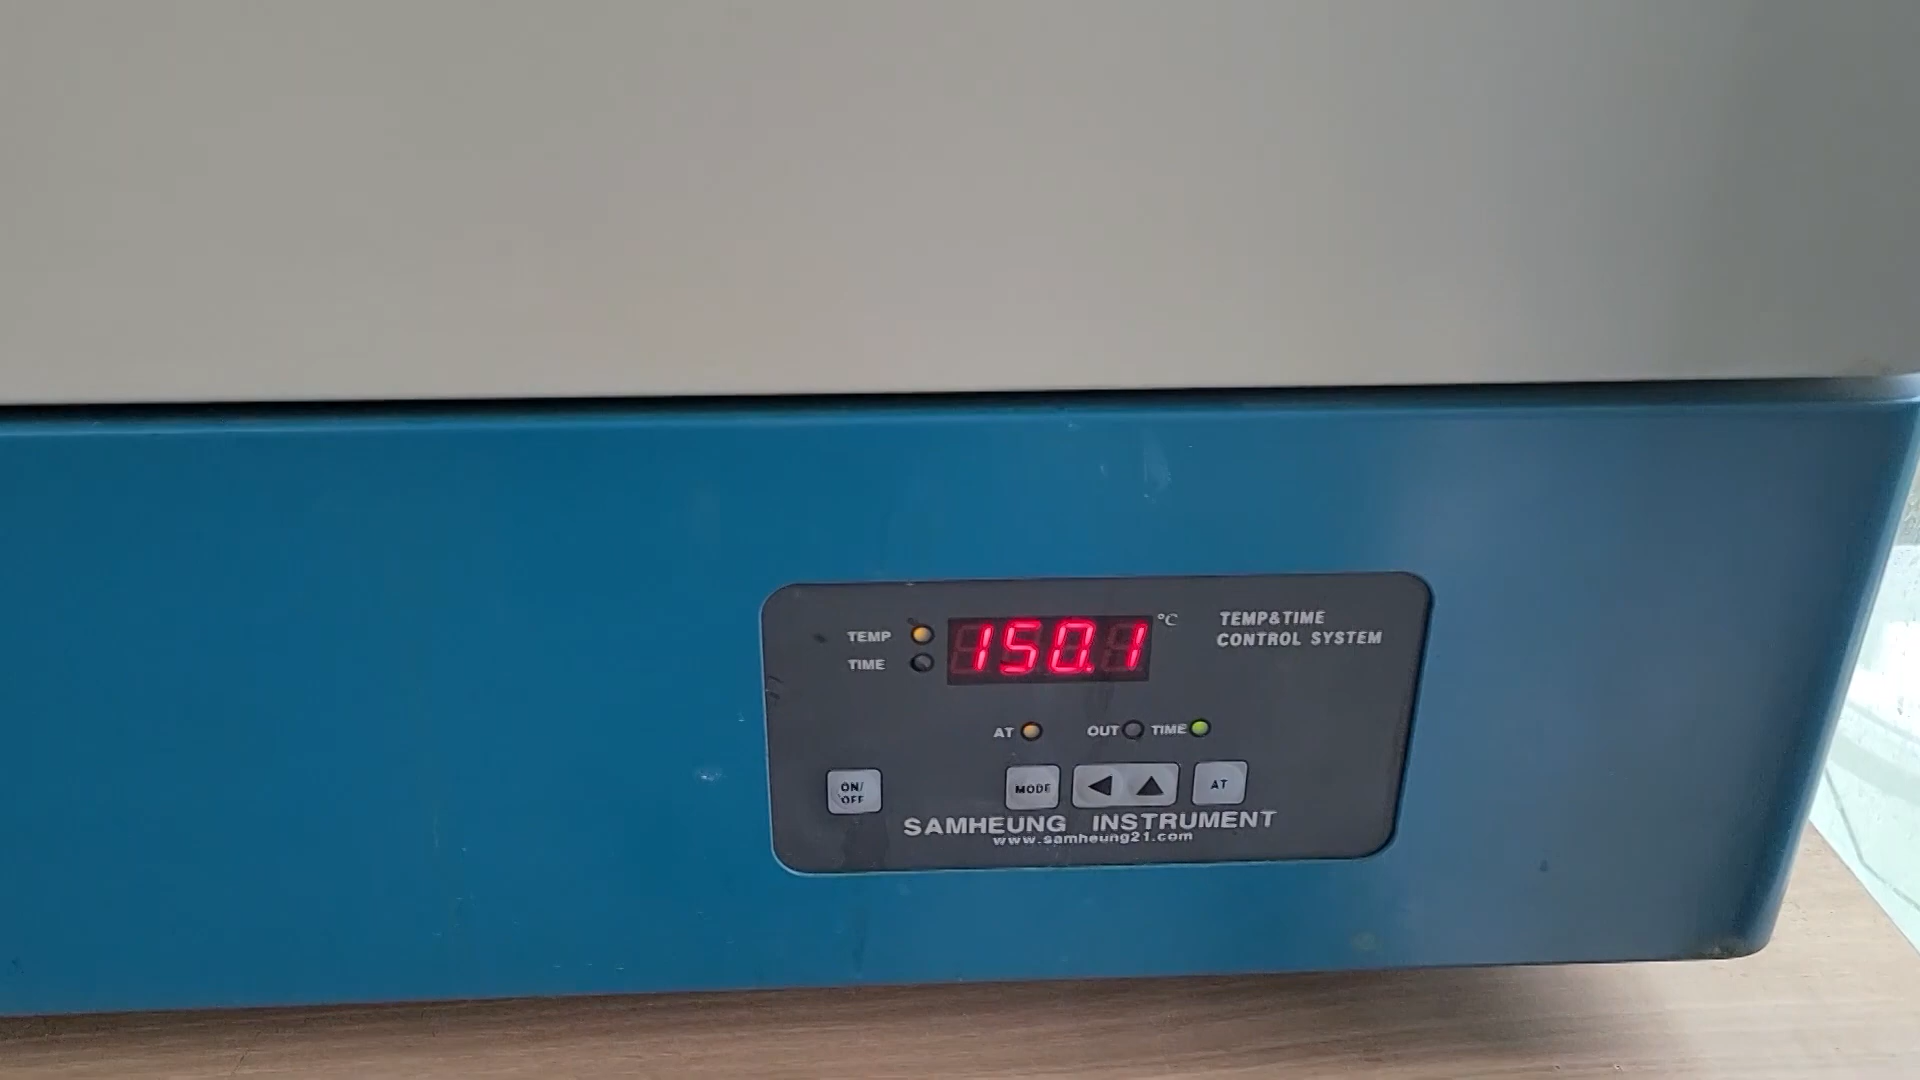 TEMP
TIME
150.1
°C
TEMP&TIME
CONTROL SYSTEM
AT
OUT
TIME
ON/
OFF
MODE
AT
SAMHEUNG INSTRUMENT
www.samheung21.com